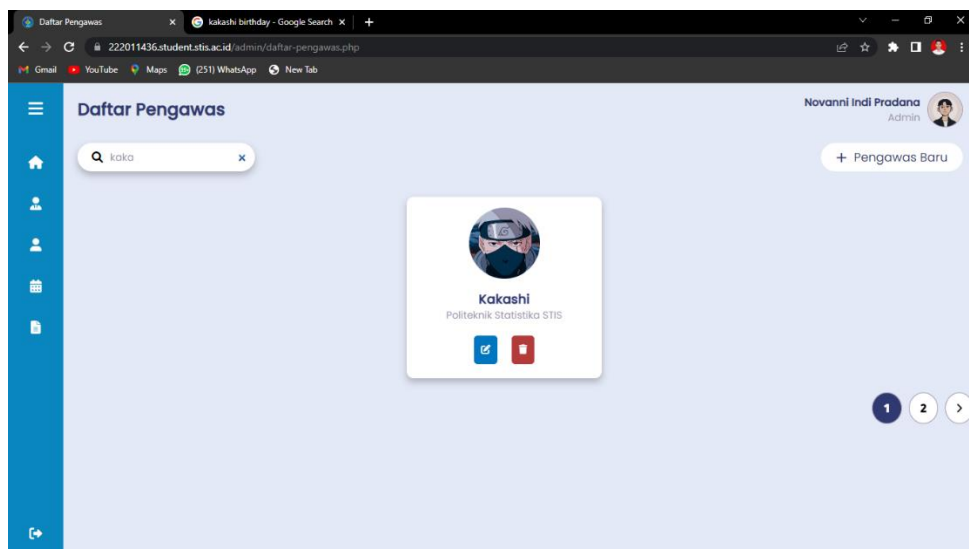 Daftar Pengawas
kakashi birthday - Google Search
222011436.student.stis.ac.id/admin/daftar-pengawas.php
Gmail
YouTube
Maps
(251) WhatsApp
New Tab
Daftar Pengawas
Novanni Indi Pradana
Admin
kaka
+ Pengawas Baru
Kakashi
Politeknik Statistika STIS
1
2